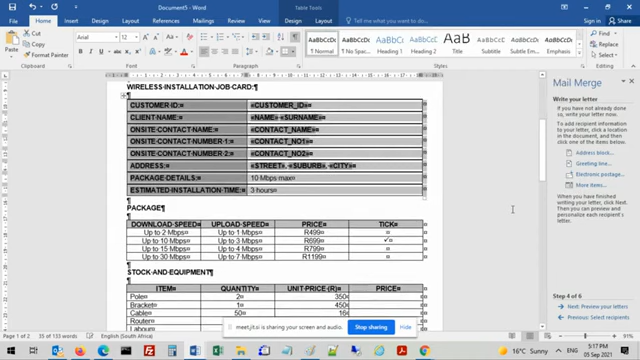 Document5 - Word
Table Tools
Sign in
File Home Insert Draw Design Layout References Mailings Review View Help Design Layout Tell me what you want to do Share
Paste
Cut
Copy
Format Painter
Clipboard
Arial 12
Font
Paragraph
AaBbCcDc AaBbCcDc AaBbCc AaBbCcC AaB AaBbCcC AaBbCcDc AaBbCcDc
¶ Normal ¶ No Spac... Heading 1 Heading 2 Title Subtitle Subtle Em... Emphasis
Styles
Find
Replace
Select
Editing
WIRELESS·INSTALLATION·JOB·CARD:¶
¶
CUSTOMER·ID:¤ «CUSTOMER_ID»¤
CLIENT·NAME:¤ «NAME»·«SURNAME»¤
ONSITE·CONTACT·NAME:¤ «CONTACT_NAME»¤
ONSITE·CONTACT·NUMBER·1:¤ «CONTACT_NO1»¤
ONSITE·CONTACT·NUMBER·2:¤ «CONTACT_NO2»¤
ADDRESS:¤ «STREET»,·«SUBURB»,·«CITY»¤
PACKAGE·DETAILS:¤ 10·Mbps·max¤
ESTIMATED·INSTALLATION·TIME:¤ 3·hours¤
¶
PACKAGE¶
¶
DOWNLOAD·SPEED¤ UPLOAD·SPEED¤ PRICE¤ TICK¤
Up·to·2·Mbps¤ Up·to·1·Mbps¤ R499¤ ¤
Up·to·10·Mbps¤ Up·to·3·Mbps¤ R699¤ ✓¤
Up·to·15·Mbps¤ Up·to·4·Mbps¤ R799¤ ¤
Up·to·30·Mbps¤ Up·to·7·Mbps¤ R1199¤ ¤
¶
STOCK·AND·EQUIPMENT¶
¶
ITEM¤ QUANTITY¤ UNIT·PRICE·(R)¤ PRICE¤
Pole:¤ 2¤ 350¤
Bracket:¤ 1¤ 450¤
Cable:¤ 50¤ 16¤
Router:¤
Labour:¤
Mail Merge
Write your letter
If you have not already done so, write your letter now.
To add recipient information to your letter, click a location in the document, and then click one of the items below.
Address block...
Greeting line...
Electronic postage...
More items...
When you have finished writing your letter, click Next. Then you can preview and personalize each recipient's letter.
Step 4 of 6
Next: Preview your letters
Previous: Select recipients
meet.jit.si is sharing your screen and audio. Stop sharing Hide
Page 1 of 2 35 of 133 words English (South Africa) 91%
16°C Sunny
5:17 PM
05 Sep 2021